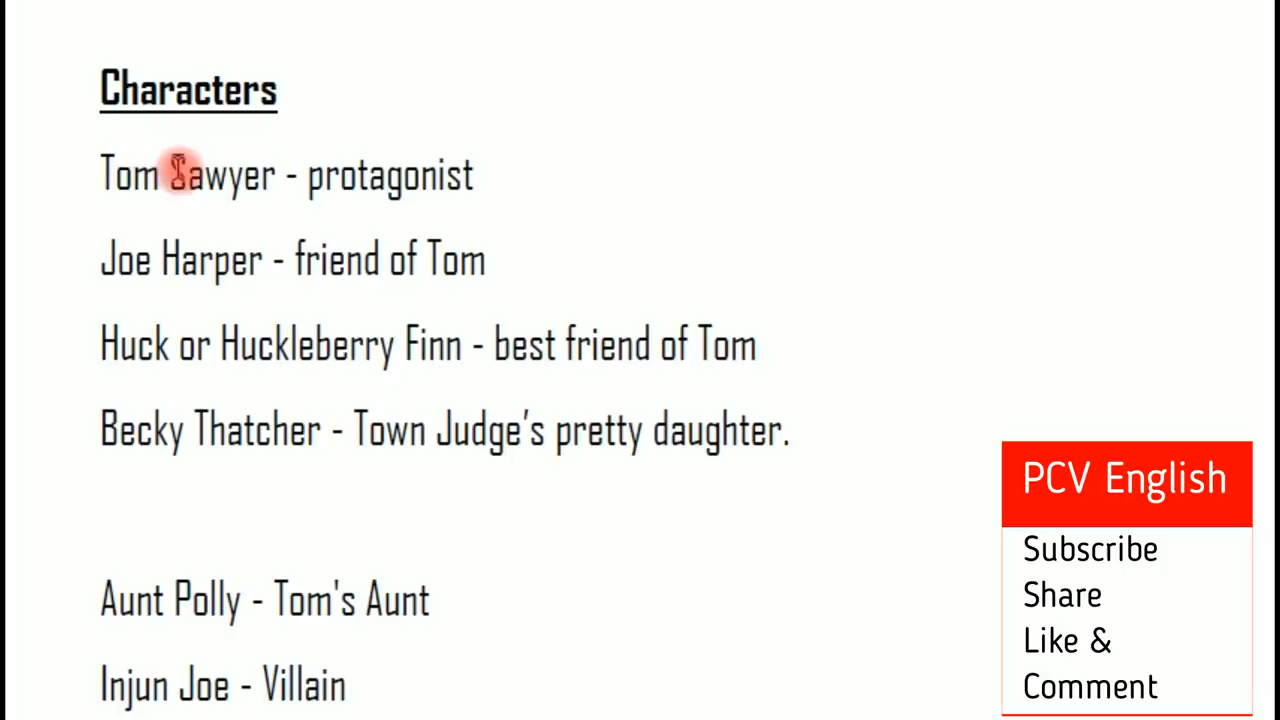 Characters
Tom Sawyer - protagonist
Joe Harper - friend of Tom
Huck or Huckleberry Finn - best friend of Tom
Becky Thatcher - Town Judge’s pretty daughter.
Aunt Polly - Tom's Aunt
Injun Joe - Villain
PCV English
Subscribe
Share
Like &
Comment